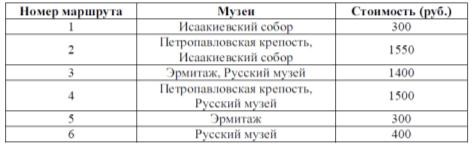 Номер маршрута Музеи Стоимость (руб.)
1 Исаакиевский собор 300
2 Петропавловская крепость,
Исаакиевский собор 1550
3 Эрмитаж, Русский музей 1400
4 Петропавловская крепость,
Русский музей 1500
5 Эрмитаж 300
6 Русский музей 400